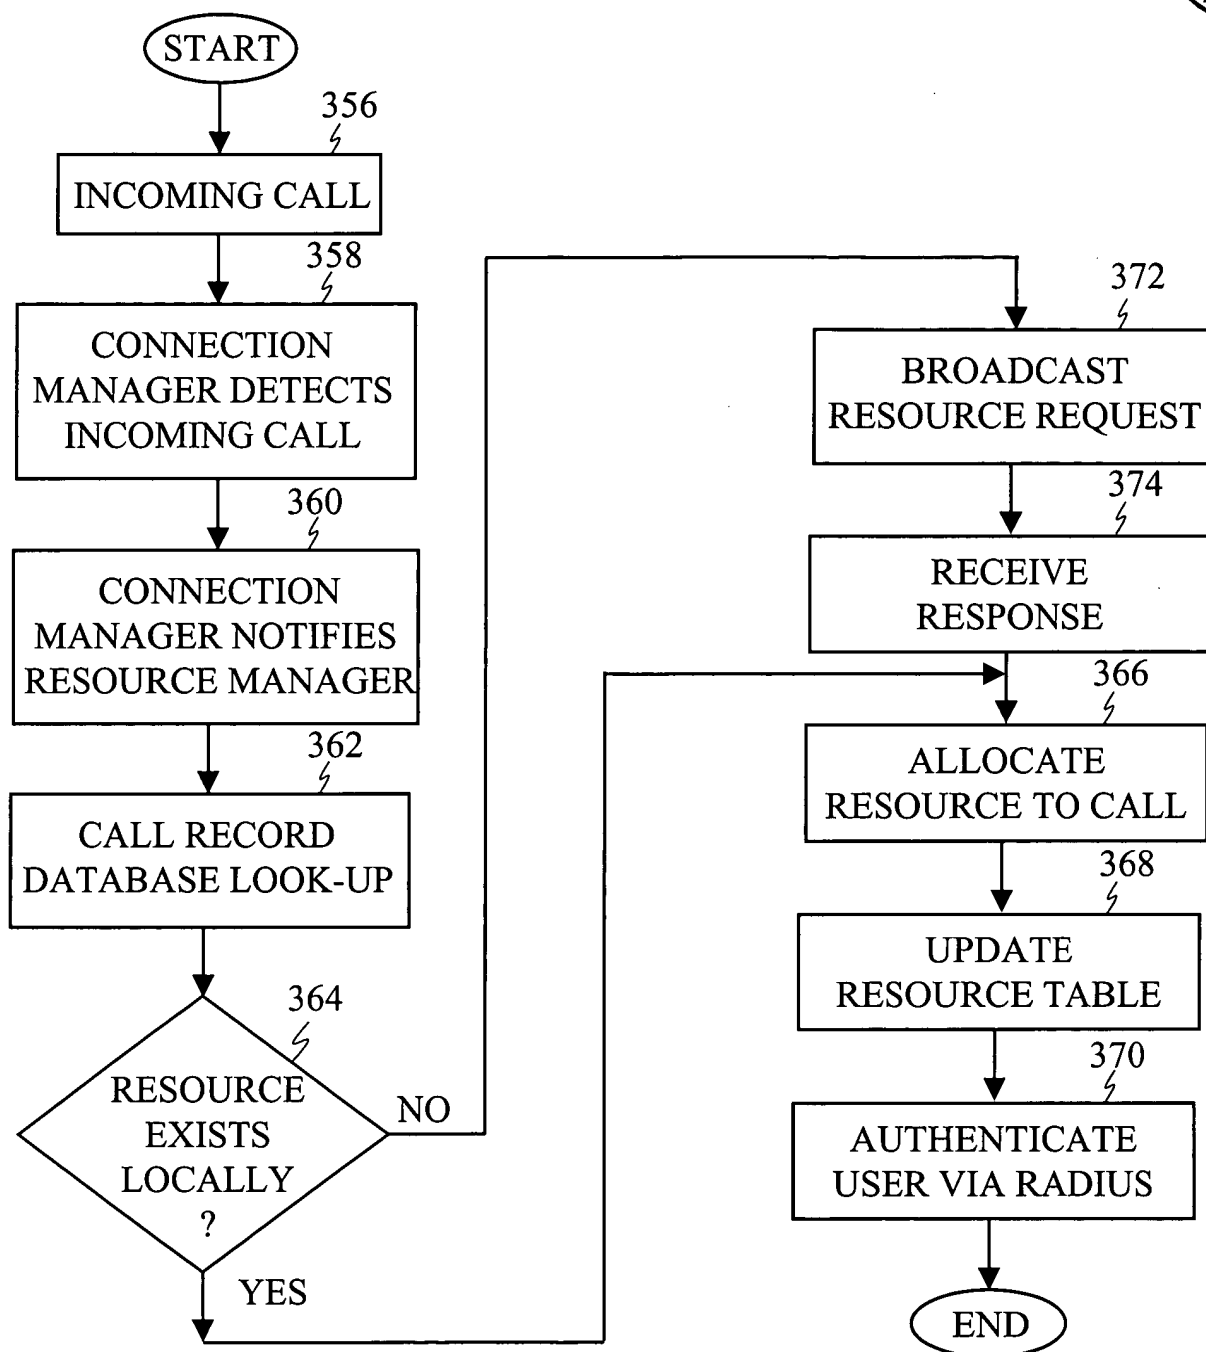 START
356
INCOMING CALL
358
CONNECTION
MANAGER DETECTS
INCOMING CALL
360
CONNECTION
MANAGER NOTIFIES
RESOURCE MANAGER
362
CALL RECORD
DATABASE LOOK-UP
364
RESOURCE
EXISTS
LOCALLY
?
NO
YES
372
BROADCAST
RESOURCE REQUEST
374
RECEIVE
RESPONSE
366
ALLOCATE
RESOURCE TO CALL
368
UPDATE
RESOURCE TABLE
370
AUTHENTICATE
USER VIA RADIUS
END